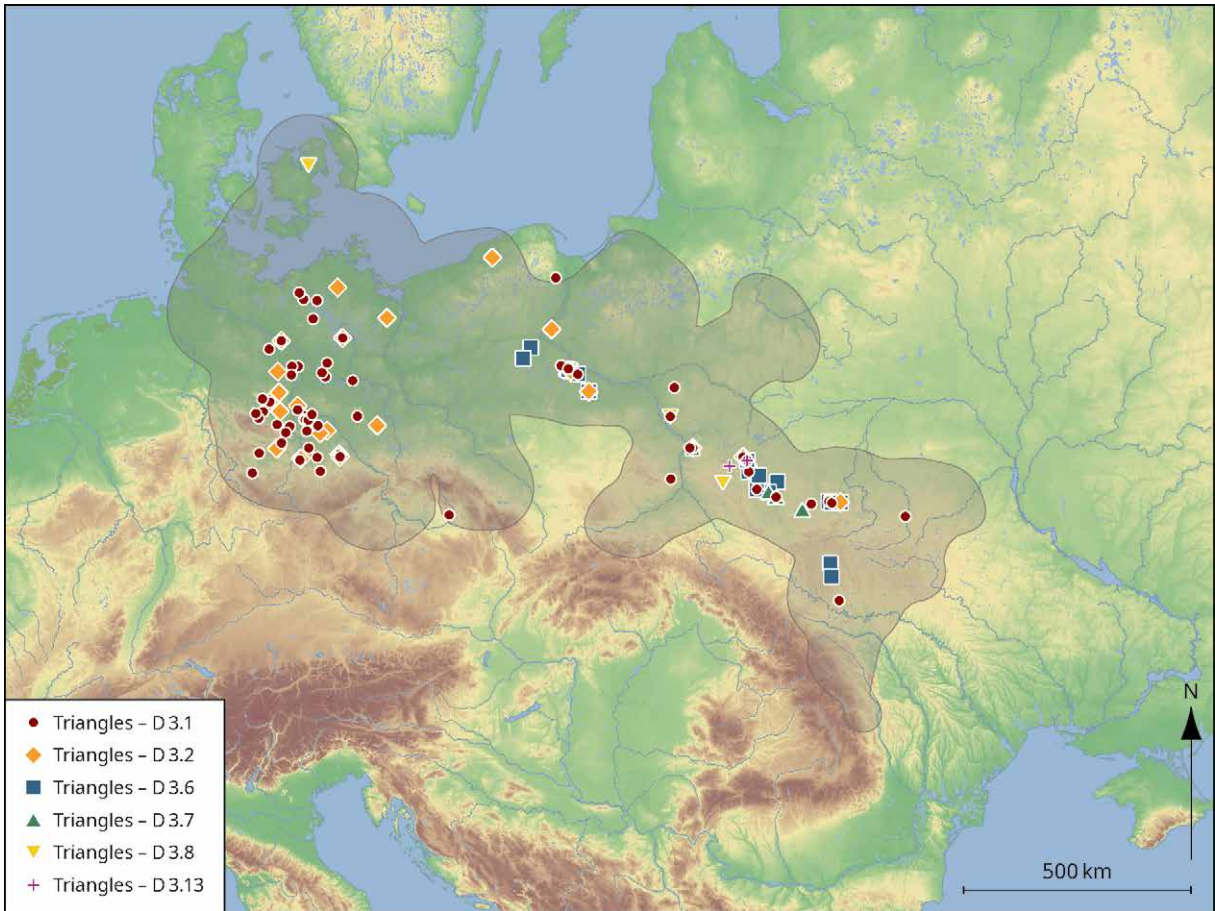 Triangles – D 3.1
Triangles – D 3.2
Triangles – D 3.6
Triangles – D 3.7
Triangles – D 3.8
Triangles – D 3.13
N
500 km